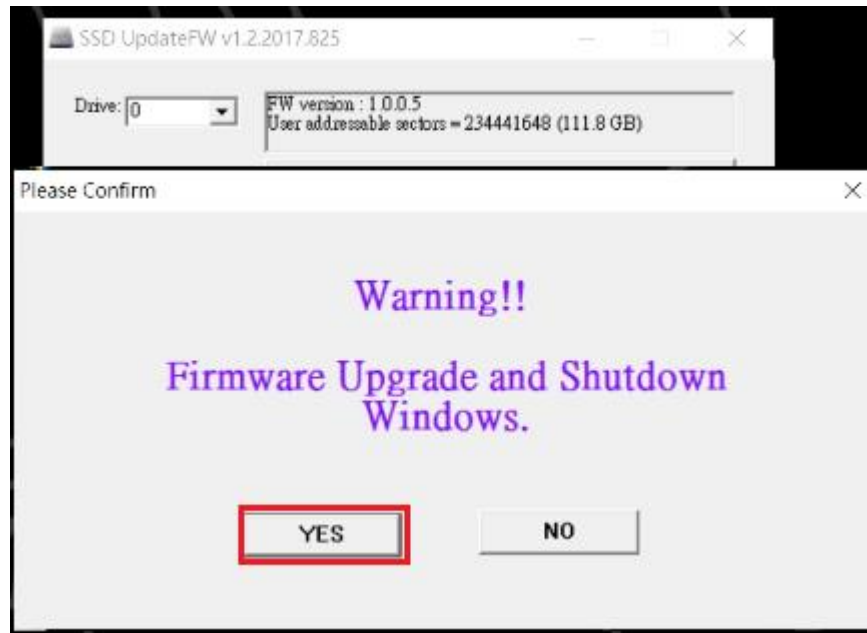 SSD UpdateFW v1.2.2017.825
Drive: 0
FW version : 1.0.0.5
User addressable sectors = 234441648 (111.8 GB)
Please Confirm
Warning!!
Firmware Upgrade and Shutdown
Windows.
YES NO